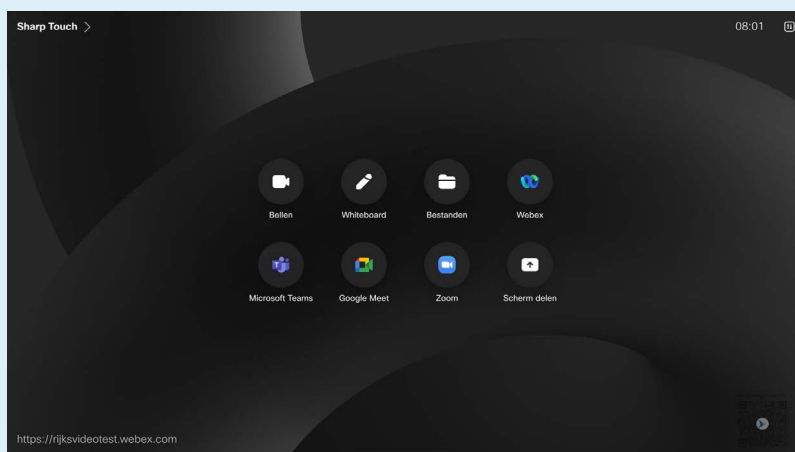 Sharp Touch
08:01
Bellen
Whiteboard
Bestanden
Webex
Microsoft Teams
Google Meet
Zoom
Scherm delen
https://rijksvideotest.webex.com